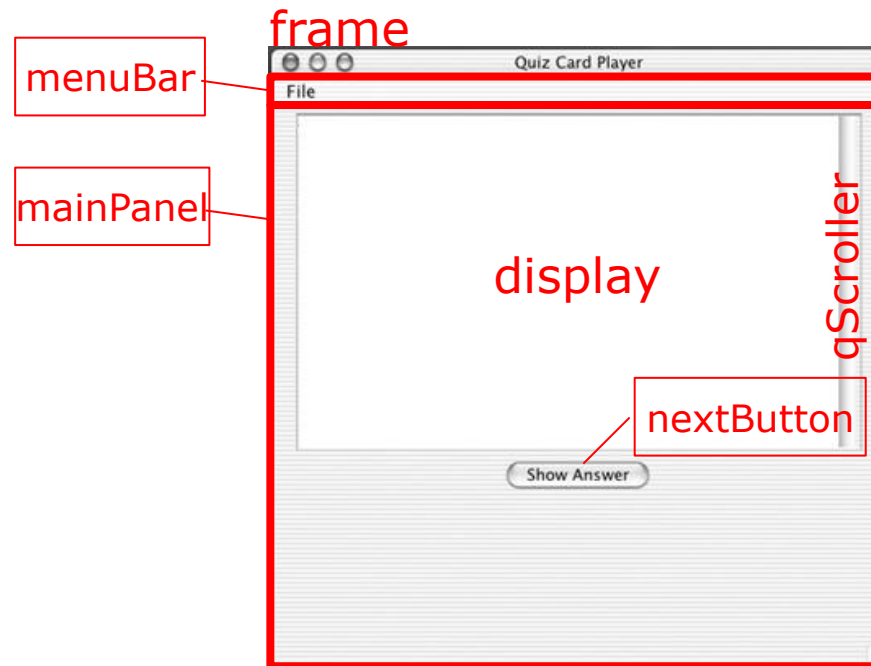 frame
Quiz Card Player
menuBar
File
mainPanel
qScroller
display
nextButton
Show Answer